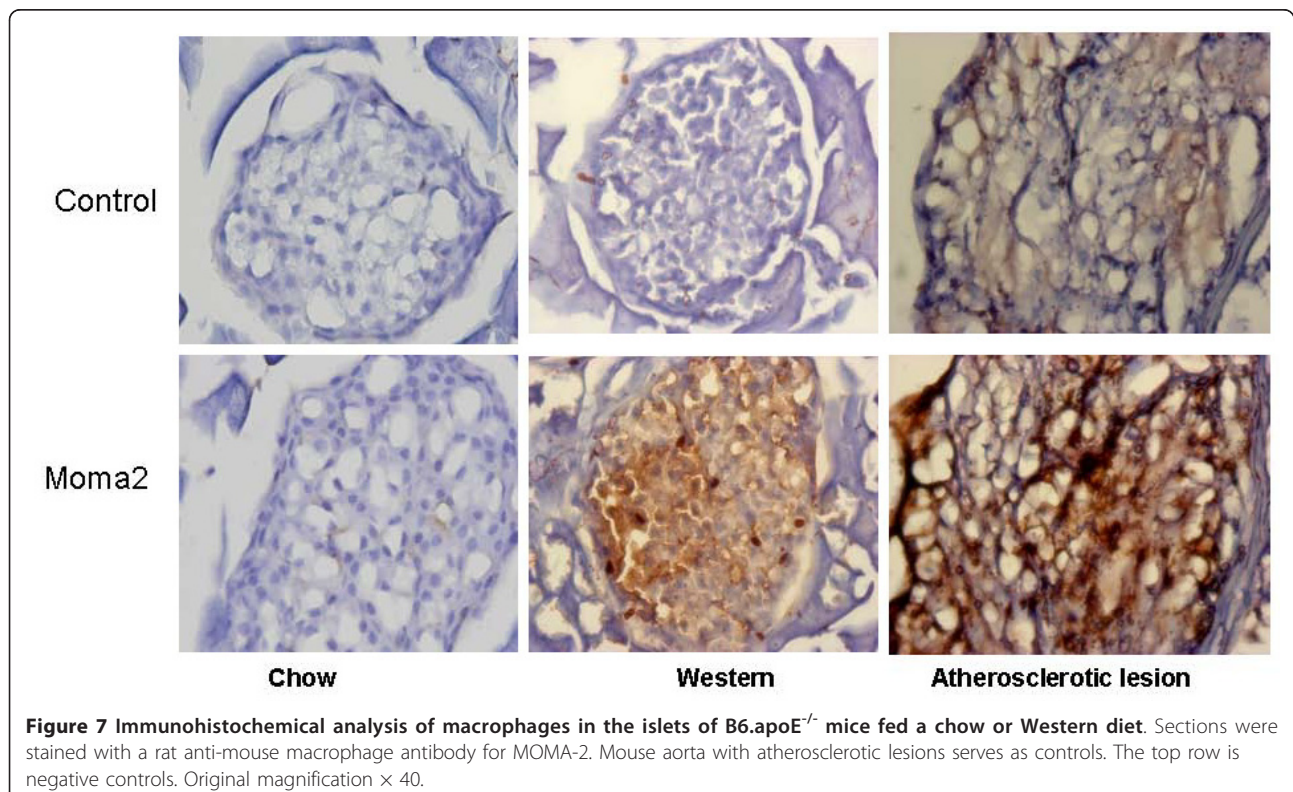 Control
Moma2
Chow
Western
Atherosclerotic lesion
Figure 7 Immunohistochemical analysis of macrophages in the islets of B6.apoE-/- mice fed a chow or Western diet. Sections were
stained with a rat anti-mouse macrophage antibody for MOMA-2. Mouse aorta with atherosclerotic lesions serves as controls. The top row is
negative controls. Original magnification × 40.